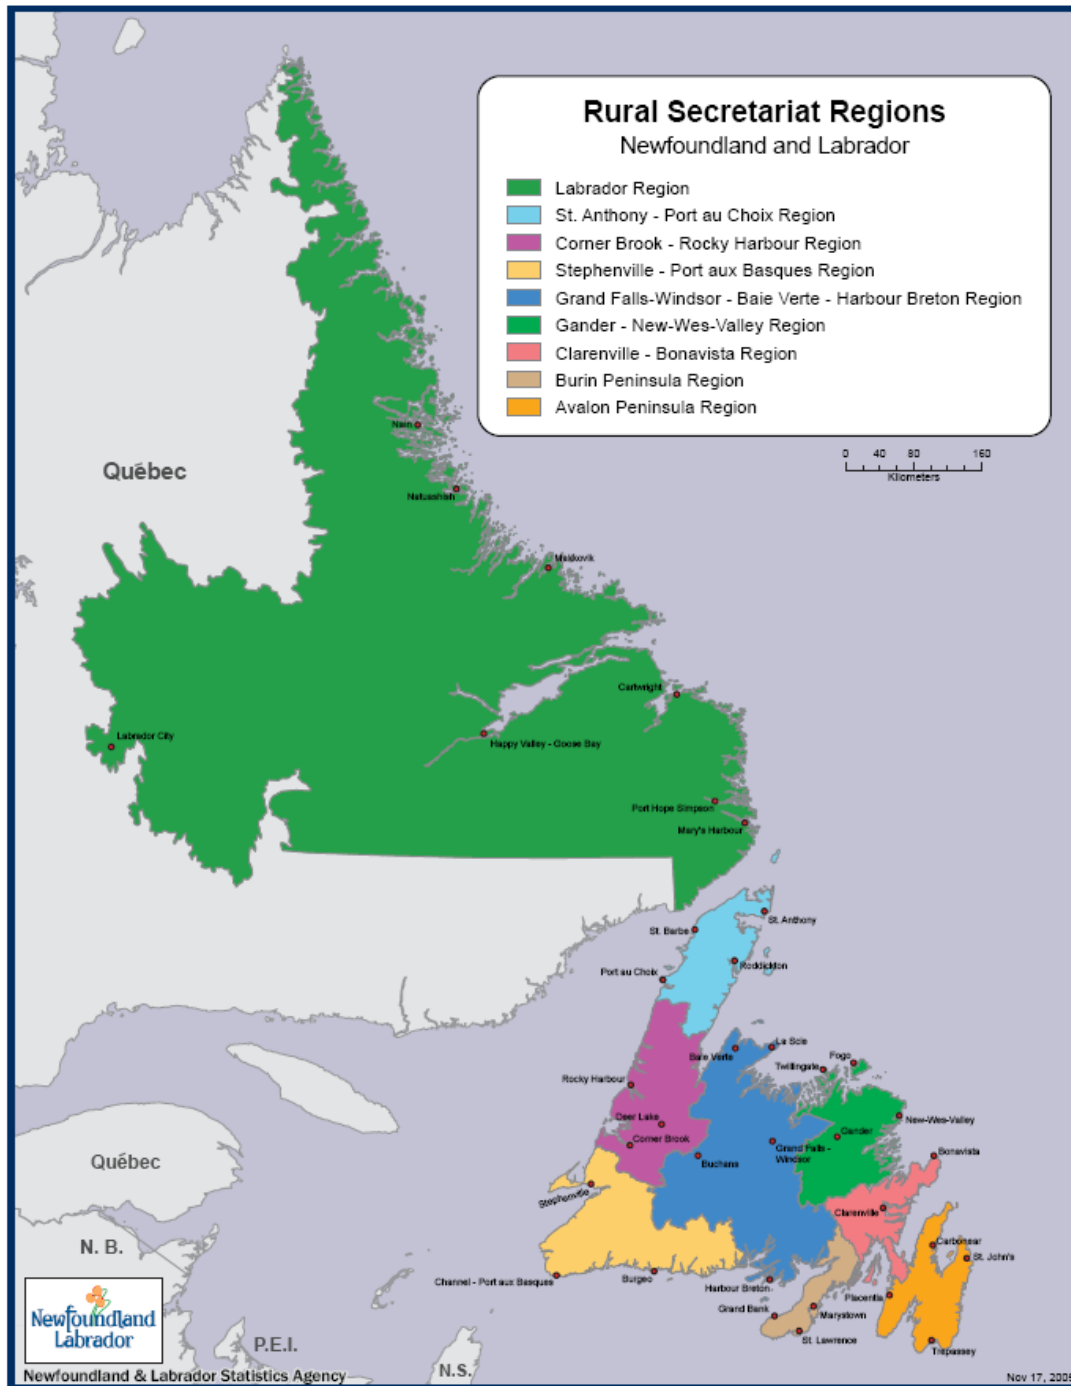 Rural Secretariat Regions
Newfoundland and Labrador
Labrador Region
St. Anthony - Port au Choix Region
Corner Brook - Rocky Harbour Region
Stephenville - Port aux Basques Region
Grand Falls-Windsor - Baie Verte - Harbour Breton Region
Gander - New-Wes-Valley Region
Clarenville - Bonavista Region
Burin Peninsula Region
Avalon Peninsula Region
0 40 80 160
Kilometers
Nain
Québec
Natuashish
Makkovik
Cartwright
Labrador City
Happy Valley - Goose Bay
Port Hope Simpson
Mary's Harbour
St. Anthony
St. Barbe
Roddickton
Port au Choix
La Scie
Baie Verte
Fogo
Twillingate
Rocky Harbour
Deer Lake
New-Wes-Valley
Gander
Corner Brook
Grand Falls -
Windsor
Bonavista
Buchans
Québec
Stephenville
Clarenville
N. B.
Carbonear
St. John's
Channel - Port aux Basques
Burgeo
Harbour Breton
Placentia
Grand Bank
Marystown
St. Lawrence
Trepassey
Newfoundland
Labrador
P.E.I.
N.S.
Newfoundland & Labrador Statistics Agency
Nov 17, 2005